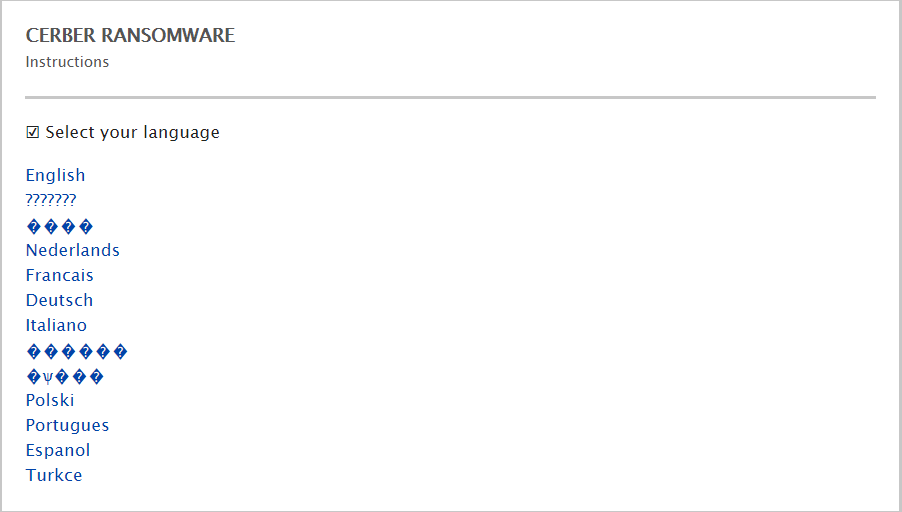 CERBER RANSOMWARE
Instructions
☑ Select your language
English
???????
����
Nederlands
Francais
Deutsch
Italiano
������
�ѱ���
Polski
Portugues
Espanol
Turkce